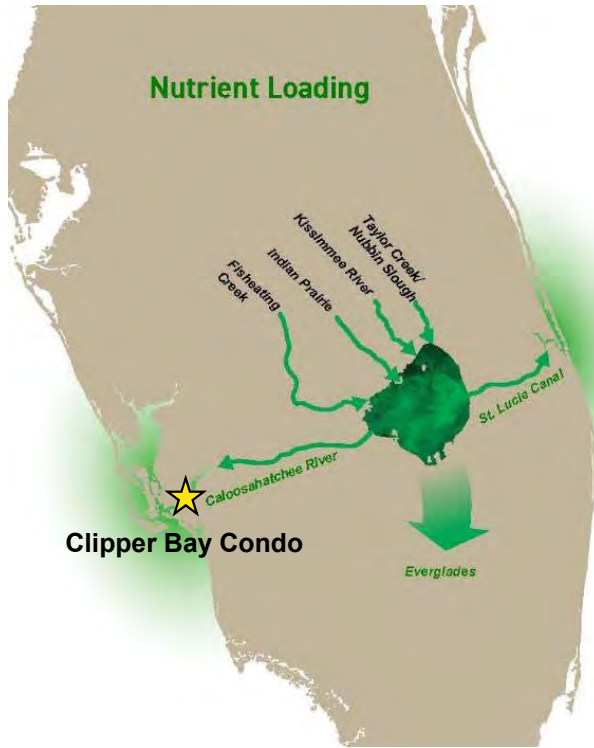 Nutrient Loading
Fisheating
Creek
Indian Prairie
Kissimmee River
Taylor Creek/
Nubbin Slough
St. Lucie Canal
Caloosahatchee River
Clipper Bay Condo
Everglades